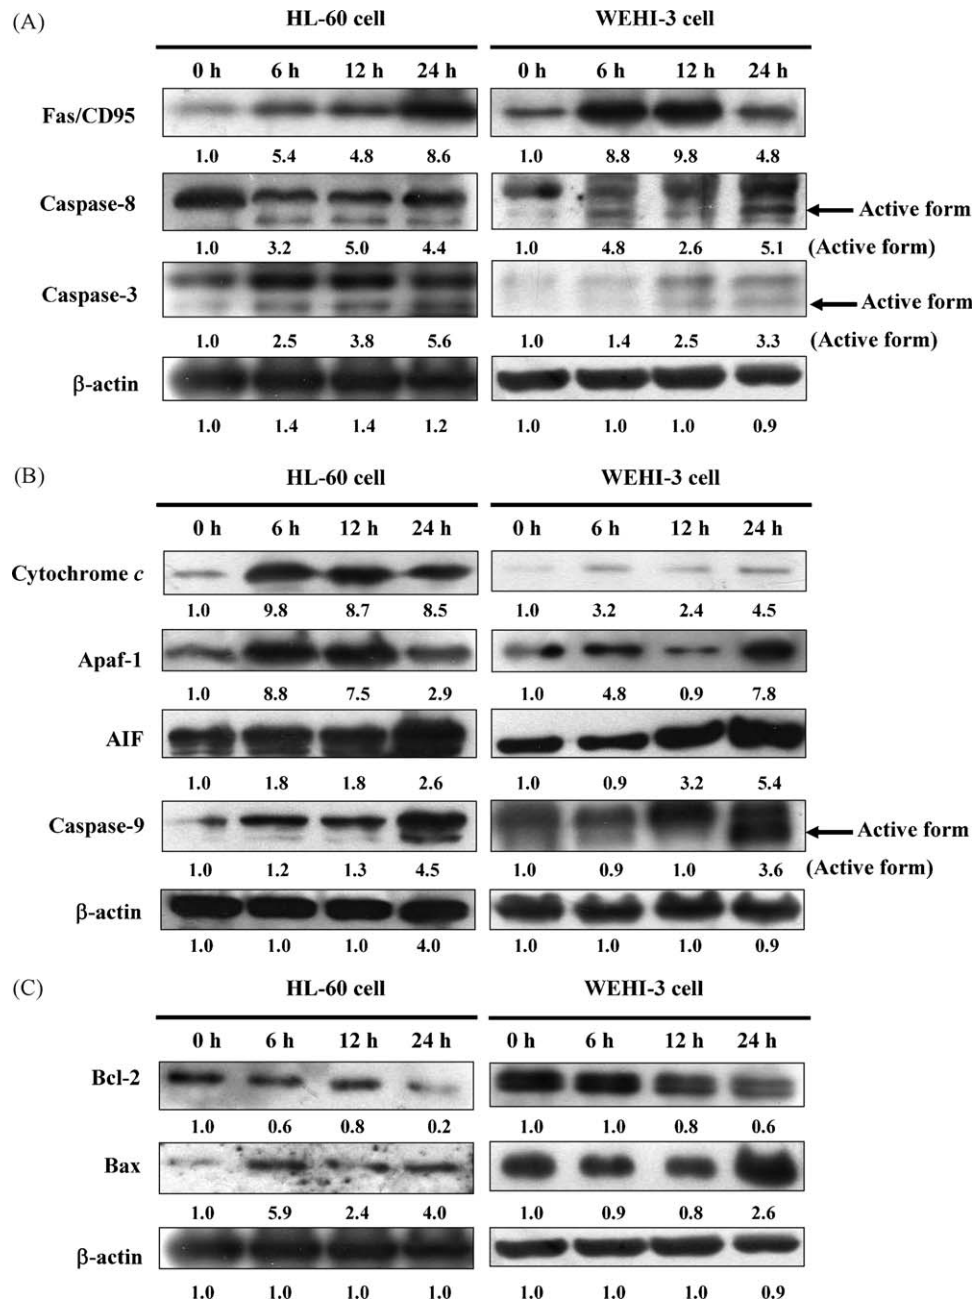 (A) HL-60 cell WEHI-3 cell
0 h 6 h 12 h 24 h 0 h 6 h 12 h 24 h
Fas/CD95
1.0 5.4 4.8 8.6 1.0 8.8 9.8 4.8
Caspase-8 Active form
1.0 3.2 5.0 4.4 1.0 4.8 2.6 5.1 (Active form)
Caspase-3 Active form
1.0 2.5 3.8 5.6 1.0 1.4 2.5 3.3 (Active form)
β-actin
1.0 1.4 1.4 1.2 1.0 1.0 1.0 0.9
(B) HL-60 cell WEHI-3 cell
0 h 6 h 12 h 24 h 0 h 6 h 12 h 24 h
Cytochrome c
1.0 9.8 8.7 8.5 1.0 3.2 2.4 4.5
Apaf-1
1.0 8.8 7.5 2.9 1.0 4.8 0.9 7.8
AIF
1.0 1.8 1.8 2.6 1.0 0.9 3.2 5.4
Caspase-9 Active form
1.0 1.2 1.3 4.5 1.0 0.9 1.0 3.6 (Active form)
β-actin
1.0 1.0 1.0 4.0 1.0 1.0 1.0 0.9
(C) HL-60 cell WEHI-3 cell
0 h 6 h 12 h 24 h 0 h 6 h 12 h 24 h
Bcl-2
1.0 0.6 0.8 0.2 1.0 1.0 0.8 0.6
Bax
1.0 5.9 2.4 4.0 1.0 0.9 0.8 2.6
β-actin
1.0 1.0 1.0 1.0 1.0 1.0 1.0 0.9